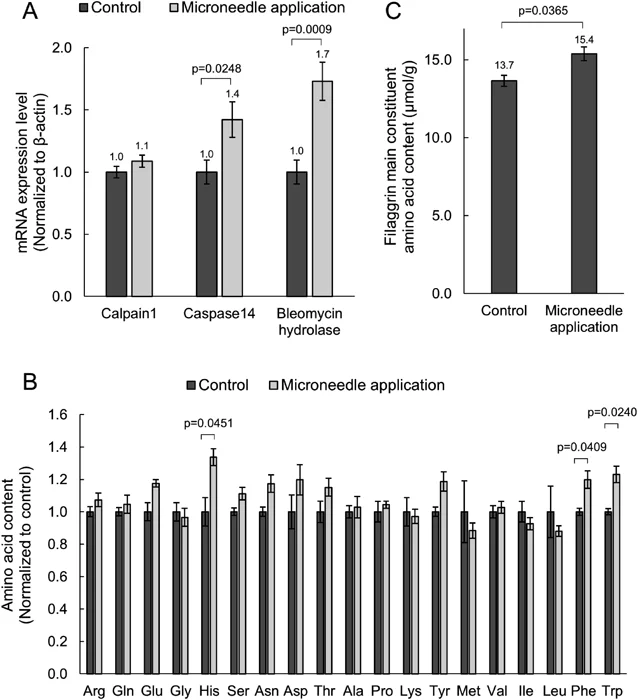 A
Control
Microneedle application
mRNA expression level
(Normalized to β-actin)
2.0
1.5
1.0
0.5
0.0
1.0
1.1
p=0.0248
1.0
1.4
p=0.0009
1.0
1.7
Calpain1
Caspase14
Bleomycin
hydrolase
C
Filaggrin main constituent
amino acid content (μmol/g)
15.0
10.0
5.0
0.0
p=0.0365
13.7
15.4
Control
Microneedle
application
B
Control
Microneedle application
Amino acid content
(Normalized to control)
1.6
1.4
1.2
1.0
0.8
0.6
0.4
0.2
0.0
p=0.0451
p=0.0409
p=0.0240
Arg Gln Glu Gly His Ser Asn Asp Thr Ala Pro Lys Tyr Met Val Ile Leu Phe Trp